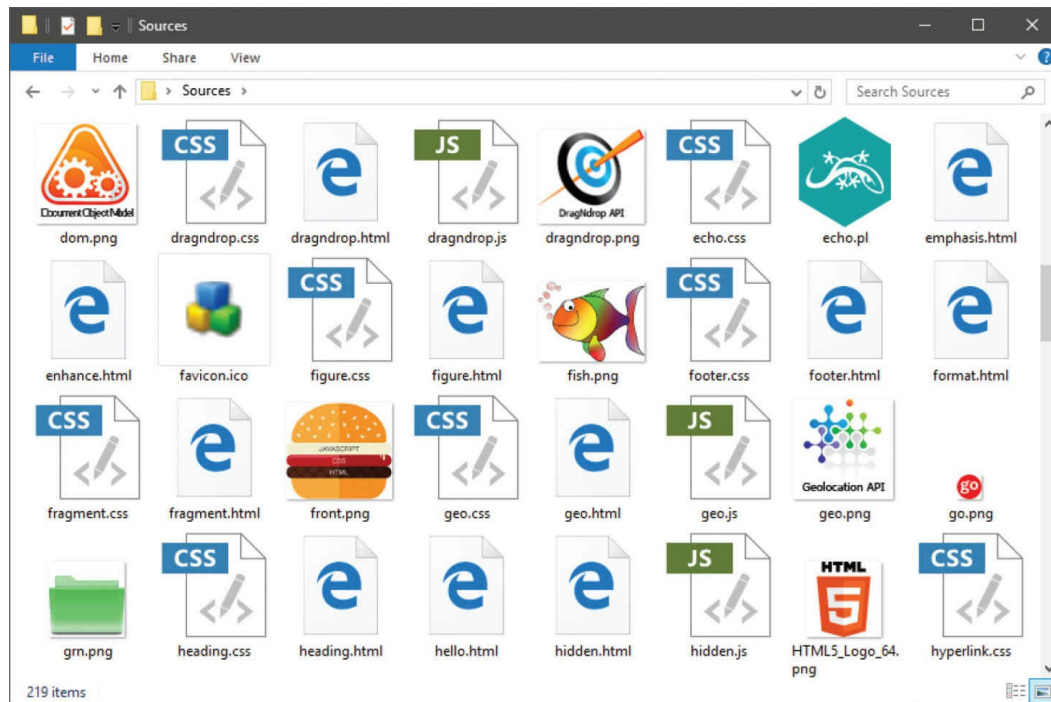 Sources
File Home Share View
Sources
Search Sources
CSS JS CSS
Document Object Model DragNdrop API
dom.png dragndrop.css dragndrop.html dragndrop.js dragndrop.png echo.css echo.pl emphasis.html
CSS CSS
enhance.html favicon.ico figure.css figure.html fish.png footer.css footer.html format.html
CSS CSS JS
JAVASCRIPT
CSS
HTML
Geolocation API go
fragment.css fragment.html front.png geo.css geo.html geo.js geo.png go.png
CSS JS HTML CSS
5
grn.png heading.css heading.html hello.html hidden.html hidden.js HTML5_Logo_64.png hyperlink.css
219 items